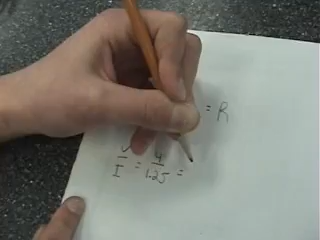 = R
V/I = 4/1.25 =